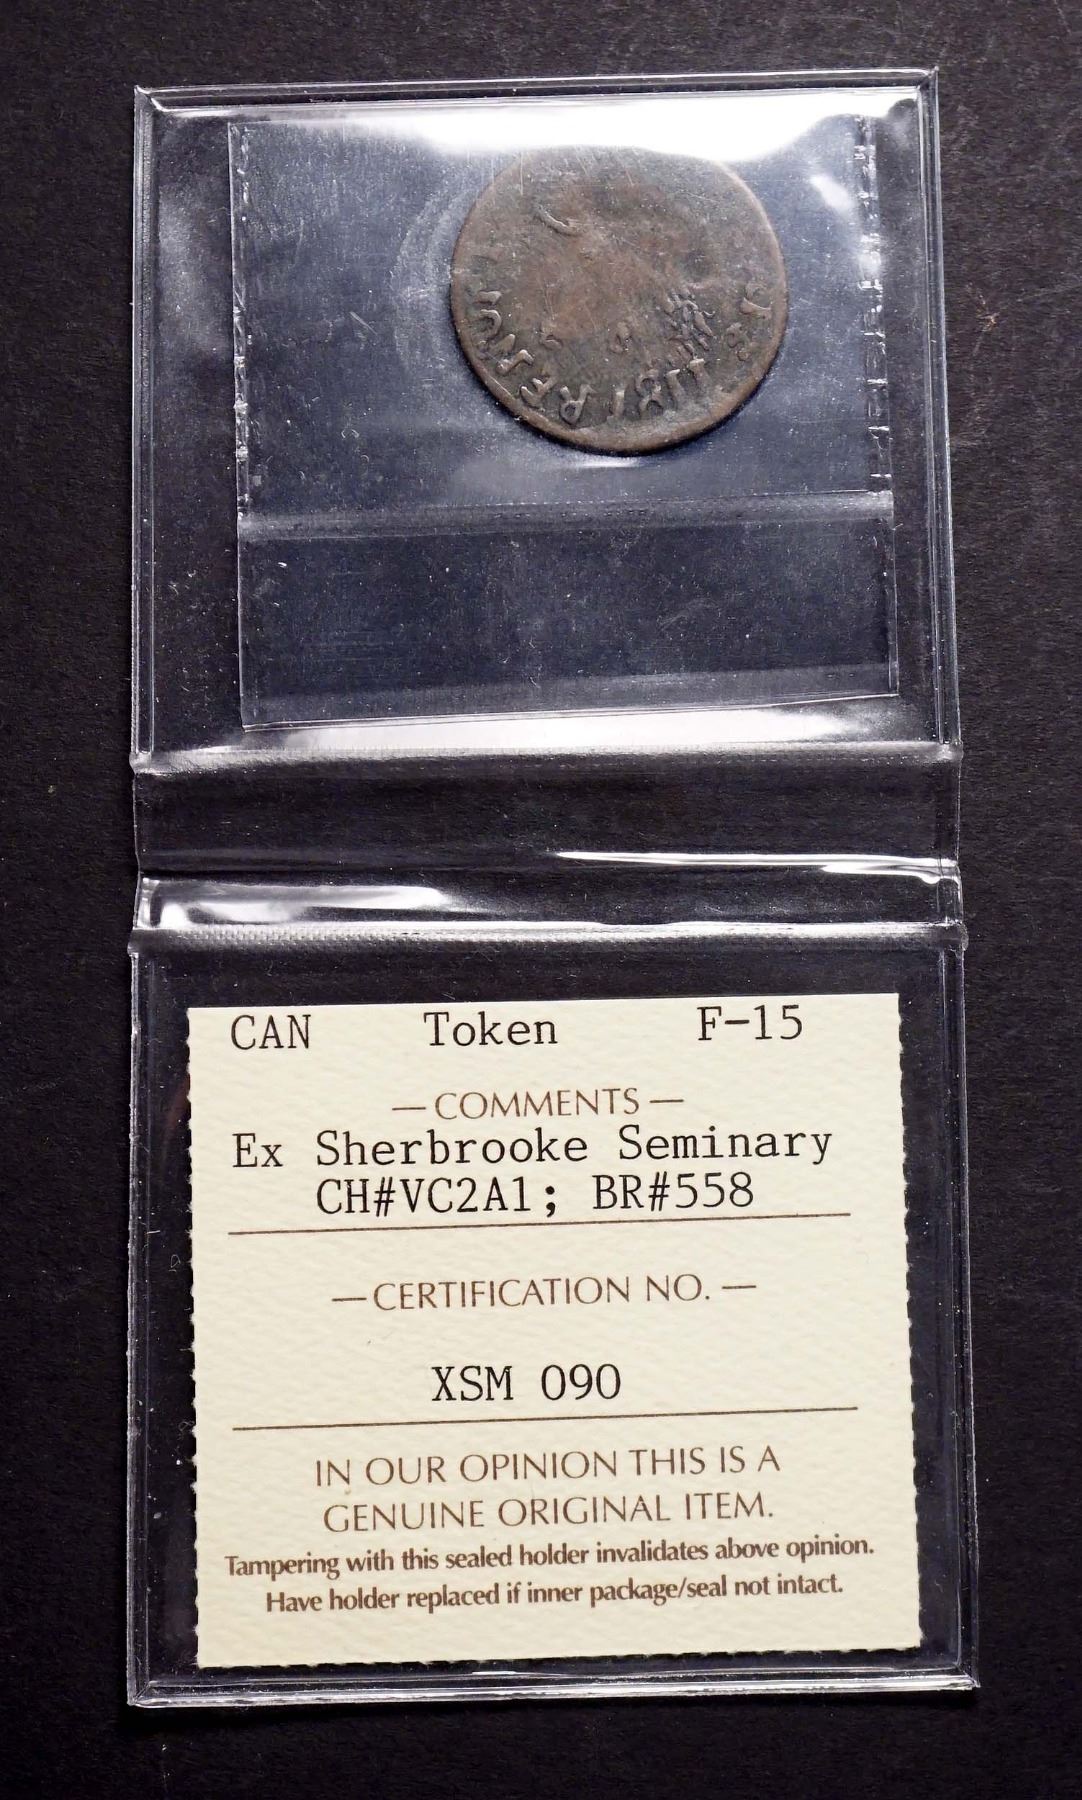 CAN Token F-15
— COMMENTS —
Ex Sherbrooke Seminary
CH#VC2A1; BR#558
— CERTIFICATION NO. —
XSM 090
IN OUR OPINION THIS IS A
GENUINE ORIGINAL ITEM.
Tampering with this sealed holder invalidates above opinion.
Have holder replaced if inner package/seal not intact.